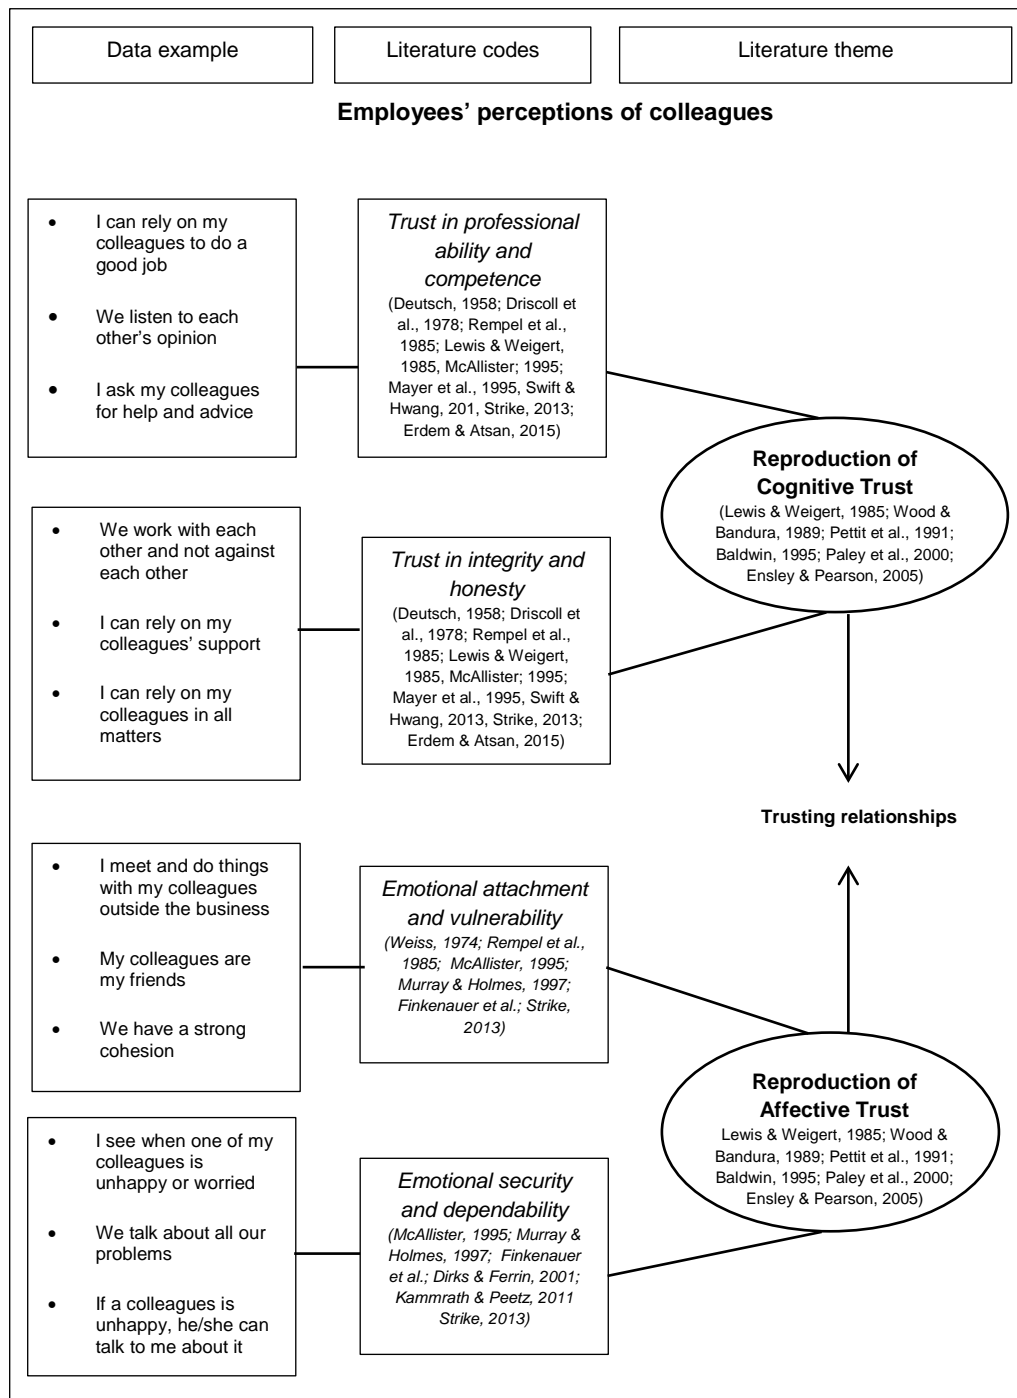 Data example
Literature codes
Literature theme
Employees’ perceptions of colleagues
• I can rely on my
colleagues to do a
good job
• We listen to each
other’s opinion
• I ask my colleagues
for help and advice
Trust in professional
ability and
competence
(Deutsch, 1958; Driscoll et
al., 1978; Rempel et al.,
1985; Lewis & Weigert,
1985, McAllister; 1995;
Mayer et al., 1995, Swift &
Hwang, 201, Strike, 2013;
Erdem & Atsan, 2015)
Reproduction of
Cognitive Trust
(Lewis & Weigert, 1985; Wood &
Bandura, 1989; Pettit et al., 1991;
Baldwin, 1995; Paley et al., 2000;
Ensley & Pearson, 2005)
• We work with each
other and not against
each other
• I can rely on my
colleagues’ support
• I can rely on my
colleagues in all
matters
Trust in integrity and
honesty
(Deutsch, 1958; Driscoll et
al., 1978; Rempel et al.,
1985; Lewis & Weigert,
1985, McAllister; 1995;
Mayer et al., 1995, Swift &
Hwang, 2013, Strike, 2013;
Erdem & Atsan, 2015)
Trusting relationships
• I meet and do things
with my colleagues
outside the business
• My colleagues are
my friends
• We have a strong
cohesion
Emotional attachment
and vulnerability
(Weiss, 1974; Rempel et al.,
1985; McAllister, 1995;
Murray & Holmes, 1997;
Finkenauer et al.; Strike,
2013)
Reproduction of
Affective Trust
Lewis & Weigert, 1985; Wood &
Bandura, 1989; Pettit et al., 1991;
Baldwin, 1995; Paley et al., 2000;
Ensley & Pearson, 2005)
• I see when one of my
colleagues is
unhappy or worried
• We talk about all our
problems
• If a colleagues is
unhappy, he/she can
talk to me about it
Emotional security
and dependability
(McAllister, 1995; Murray &
Holmes, 1997; Finkenauer
et al.; Dirks & Ferrin, 2001;
Kammrath & Peetz, 2011
Strike, 2013)